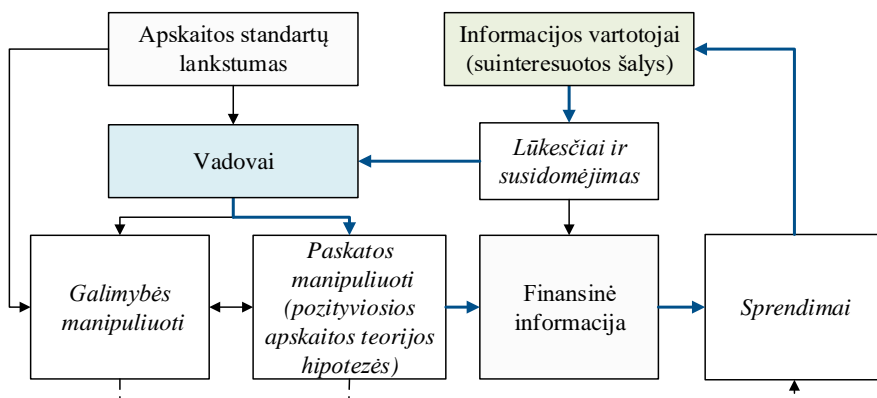 Apskaitos standartų
lankstumas
Informacijos vartotojai
(suinteresuotos šalys)
Vadovai
Lūkesčiai ir
susidomėjimas
Galimybės
manipuliuoti
Paskatos
manipuliuoti
(pozityviosios
apskaitos teorijos
hipotezės)
Finansinė
informacija
Sprendimai